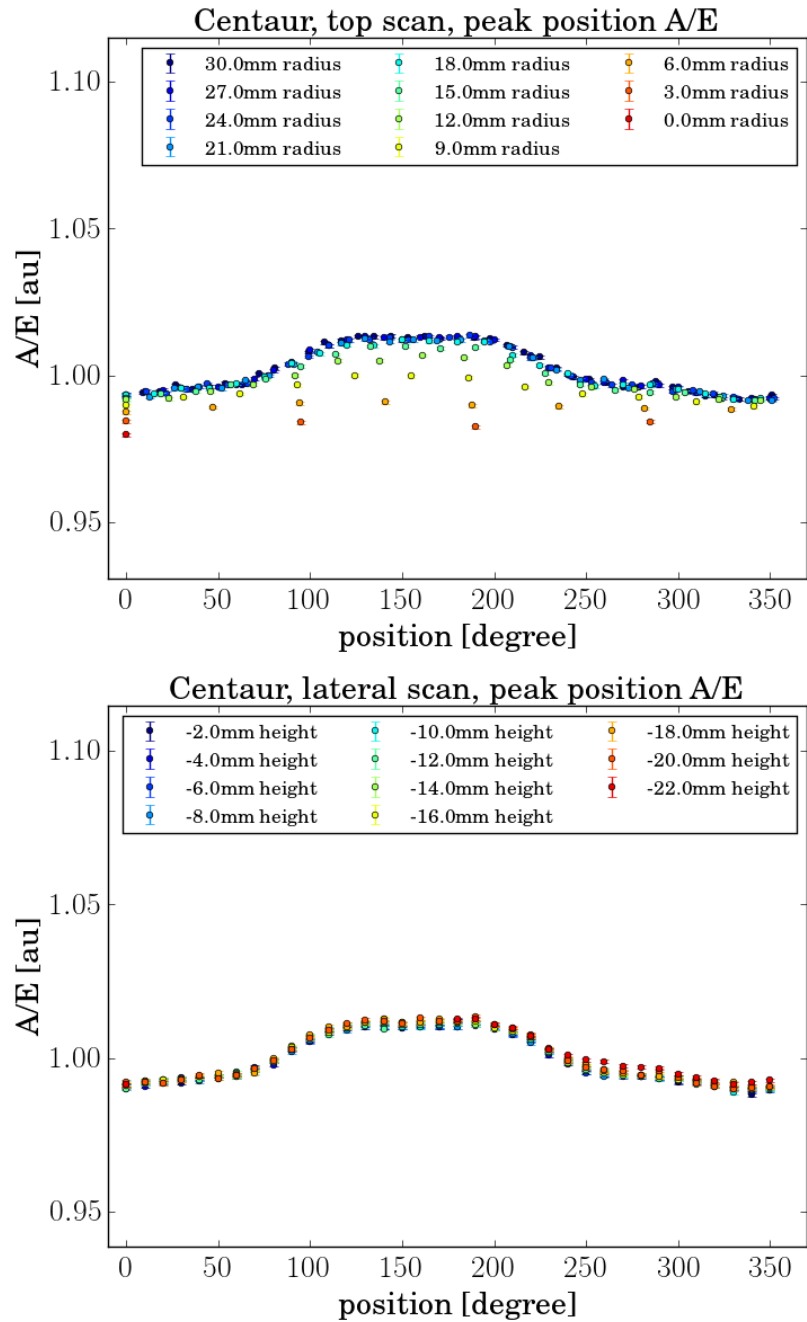 Centaur, top scan, peak position A/E
30.0mm radius
27.0mm radius
24.0mm radius
21.0mm radius
18.0mm radius
15.0mm radius
12.0mm radius
9.0mm radius
6.0mm radius
3.0mm radius
0.0mm radius
A/E [au]
1.10
1.05
1.00
0.95
0 50 100 150 200 250 300 350
position [degree]
Centaur, lateral scan, peak position A/E
-2.0mm height
-4.0mm height
-6.0mm height
-8.0mm height
-10.0mm height
-12.0mm height
-14.0mm height
-16.0mm height
-18.0mm height
-20.0mm height
-22.0mm height
A/E [au]
1.10
1.05
1.00
0.95
0 50 100 150 200 250 300 350
position [degree]